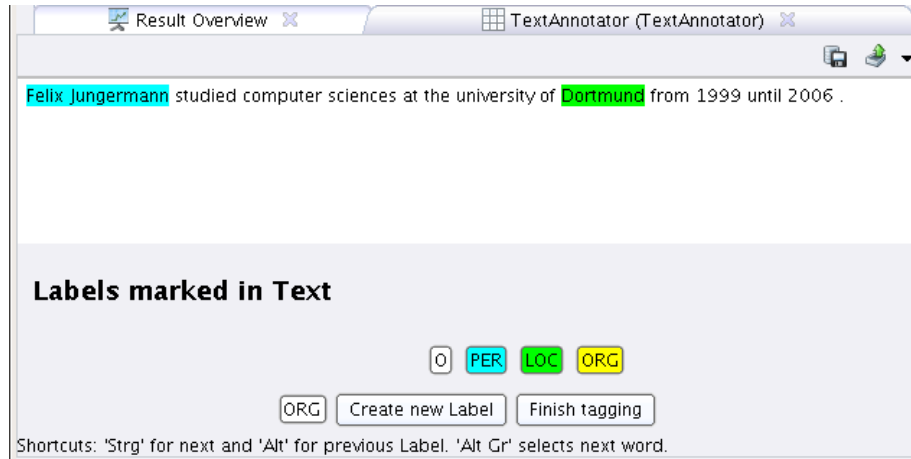 Result Overview TextAnnotator (TextAnnotator)
Felix Jungermann studied computer sciences at the university of Dortmund from 1999 until 2006 .
Labels marked in Text
O PER LOC ORG
ORG Create new Label Finish tagging
Shortcuts: 'Strg' for next and 'Alt' for previous Label. 'Alt Gr' selects next word.